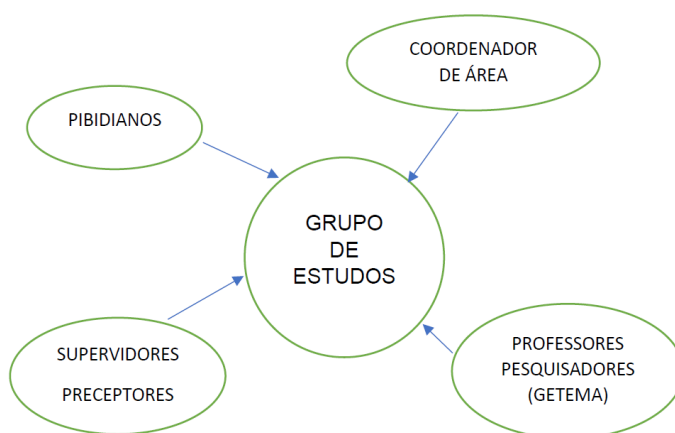 COORDENADOR
DE ÁREA
PIBIDIANOS
GRUPO
DE
ESTUDOS
SUPERVIDORES
PRECEPTORES
PROFESSORES
PESQUISADORES
(GETEMA)